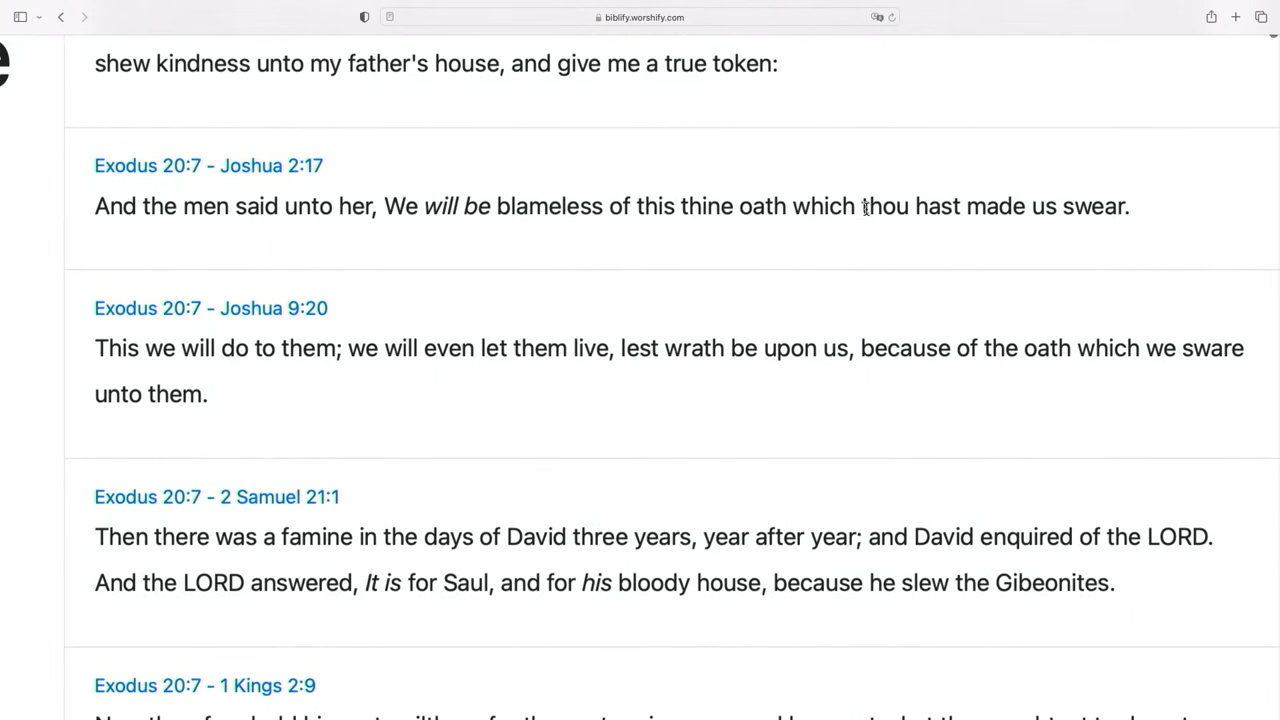 biblify.worshify.com
shew kindness unto my father's house, and give me a true token:
Exodus 20:7 - Joshua 2:17
And the men said unto her, We will be blameless of this thine oath which thou hast made us swear.
Exodus 20:7 - Joshua 9:20
This we will do to them; we will even let them live, lest wrath be upon us, because of the oath which we sware
unto them.
Exodus 20:7 - 2 Samuel 21:1
Then there was a famine in the days of David three years, year after year; and David enquired of the LORD.
And the LORD answered, It is for Saul, and for his bloody house, because he slew the Gibeonites.
Exodus 20:7 - 1 Kings 2:9